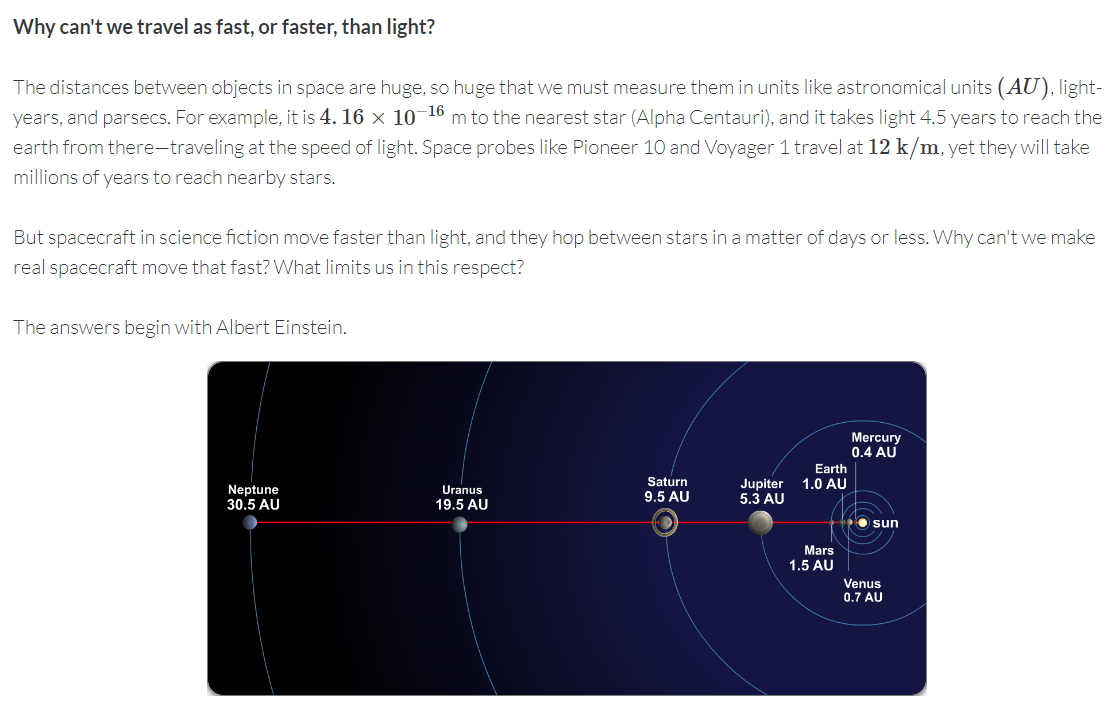 Why can't we travel as fast, or faster, than light?
The distances between objects in space are huge, so huge that we must measure them in units like astronomical units (AU), light-
years, and parsecs. For example, it is 4. 16 × 10⁻¹⁶ m to the nearest star (Alpha Centauri), and it takes light 4.5 years to reach the
earth from there—traveling at the speed of light. Space probes like Pioneer 10 and Voyager 1 travel at 12 k/m, yet they will take
millions of years to reach nearby stars.
But spacecraft in science fiction move faster than light, and they hop between stars in a matter of days or less. Why can't we make
real spacecraft move that fast? What limits us in this respect?
The answers begin with Albert Einstein.
Neptune
30.5 AU
Uranus
19.5 AU
Saturn
9.5 AU
Jupiter
5.3 AU
Earth
1.0 AU
Mercury
0.4 AU
sun
Mars
1.5 AU
Venus
0.7 AU